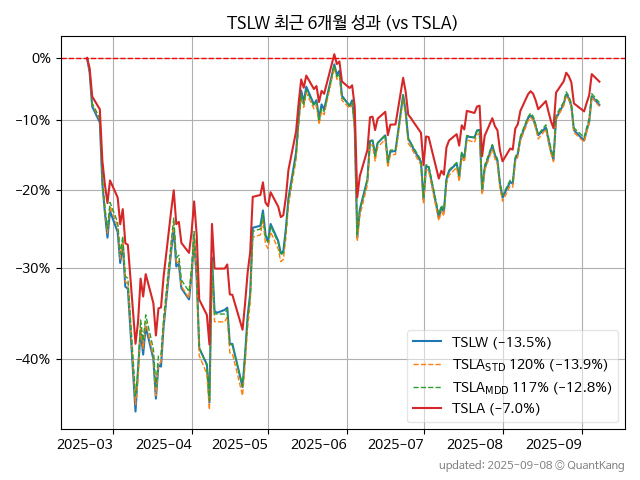 TSLW 최근 6개월 성과 (vs TSLA)
0%
−10%
−20%
−30%
−40%
TSLW (−13.5%)
TSLA_STD 120% (−13.9%)
TSLA_MDD 117% (−12.8%)
TSLA (−7.0%)
2025-03 2025-04 2025-05 2025-06 2025-07 2025-08 2025-09
updated: 2025-09-08 © QuantKang